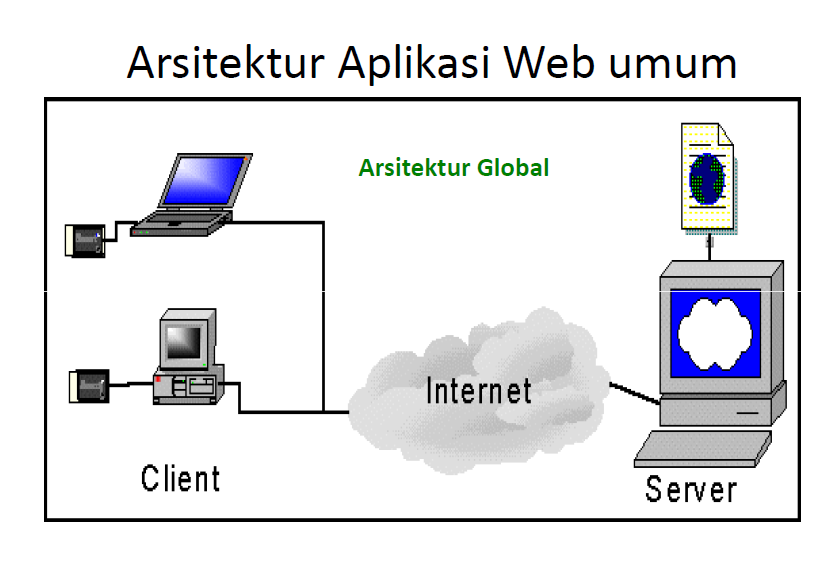 Arsitektur Aplikasi Web umum
Arsitektur Global
Internet
Client
Server